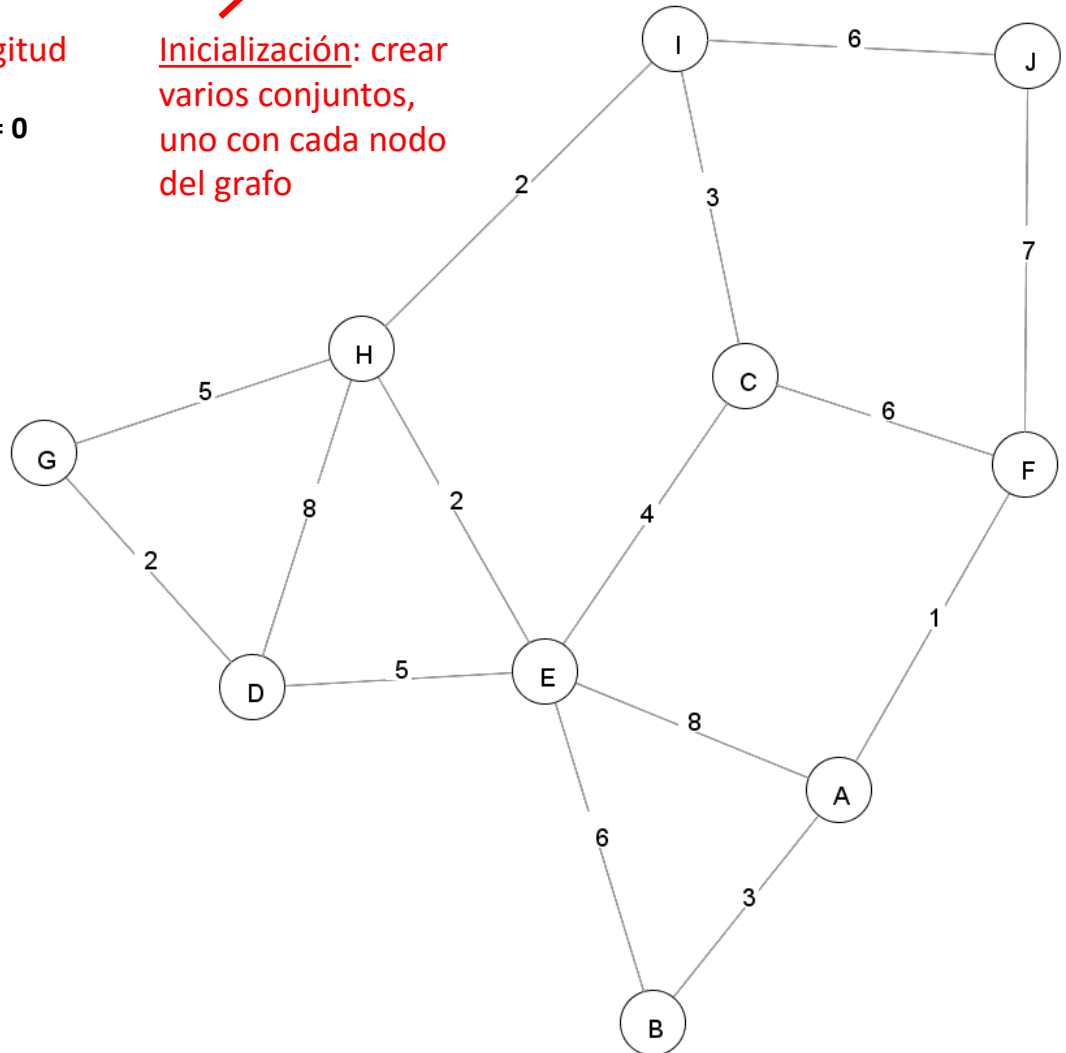 gitud
= 0
Inicialización: crear
varios conjuntos,
uno con cada nodo
del grafo
I
6
J
2
3
7
H
C
5
6
G
F
8
2
4
2
1
D
5
E
8
A
6
3
B